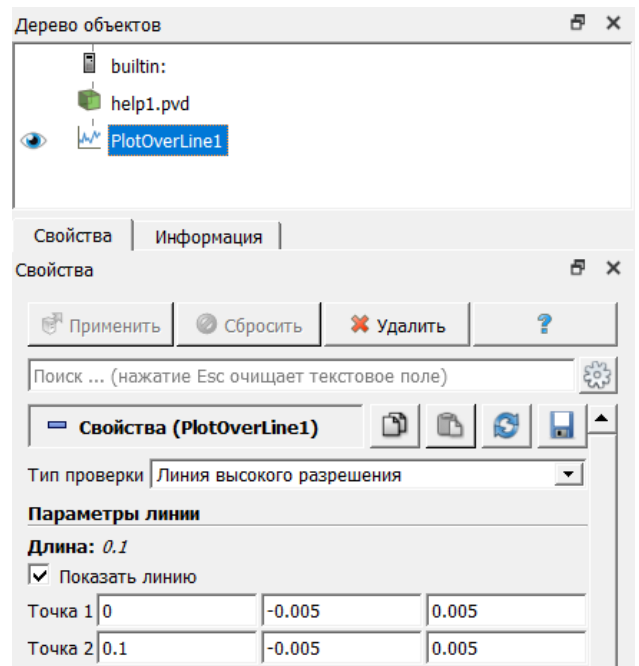 Дерево объектов
builtin:
help1.pvd
PlotOverLine1
Свойства Информация
Свойства
Применить Сбросить Удалить ?
Поиск ... (нажатие Esc очищает текстовое поле)
Свойства (PlotOverLine1)
Тип проверки Линия высокого разрешения
Параметры линии
Длина: 0.1
Показать линию
Точка 1 0 -0.005 0.005
Точка 2 0.1 -0.005 0.005